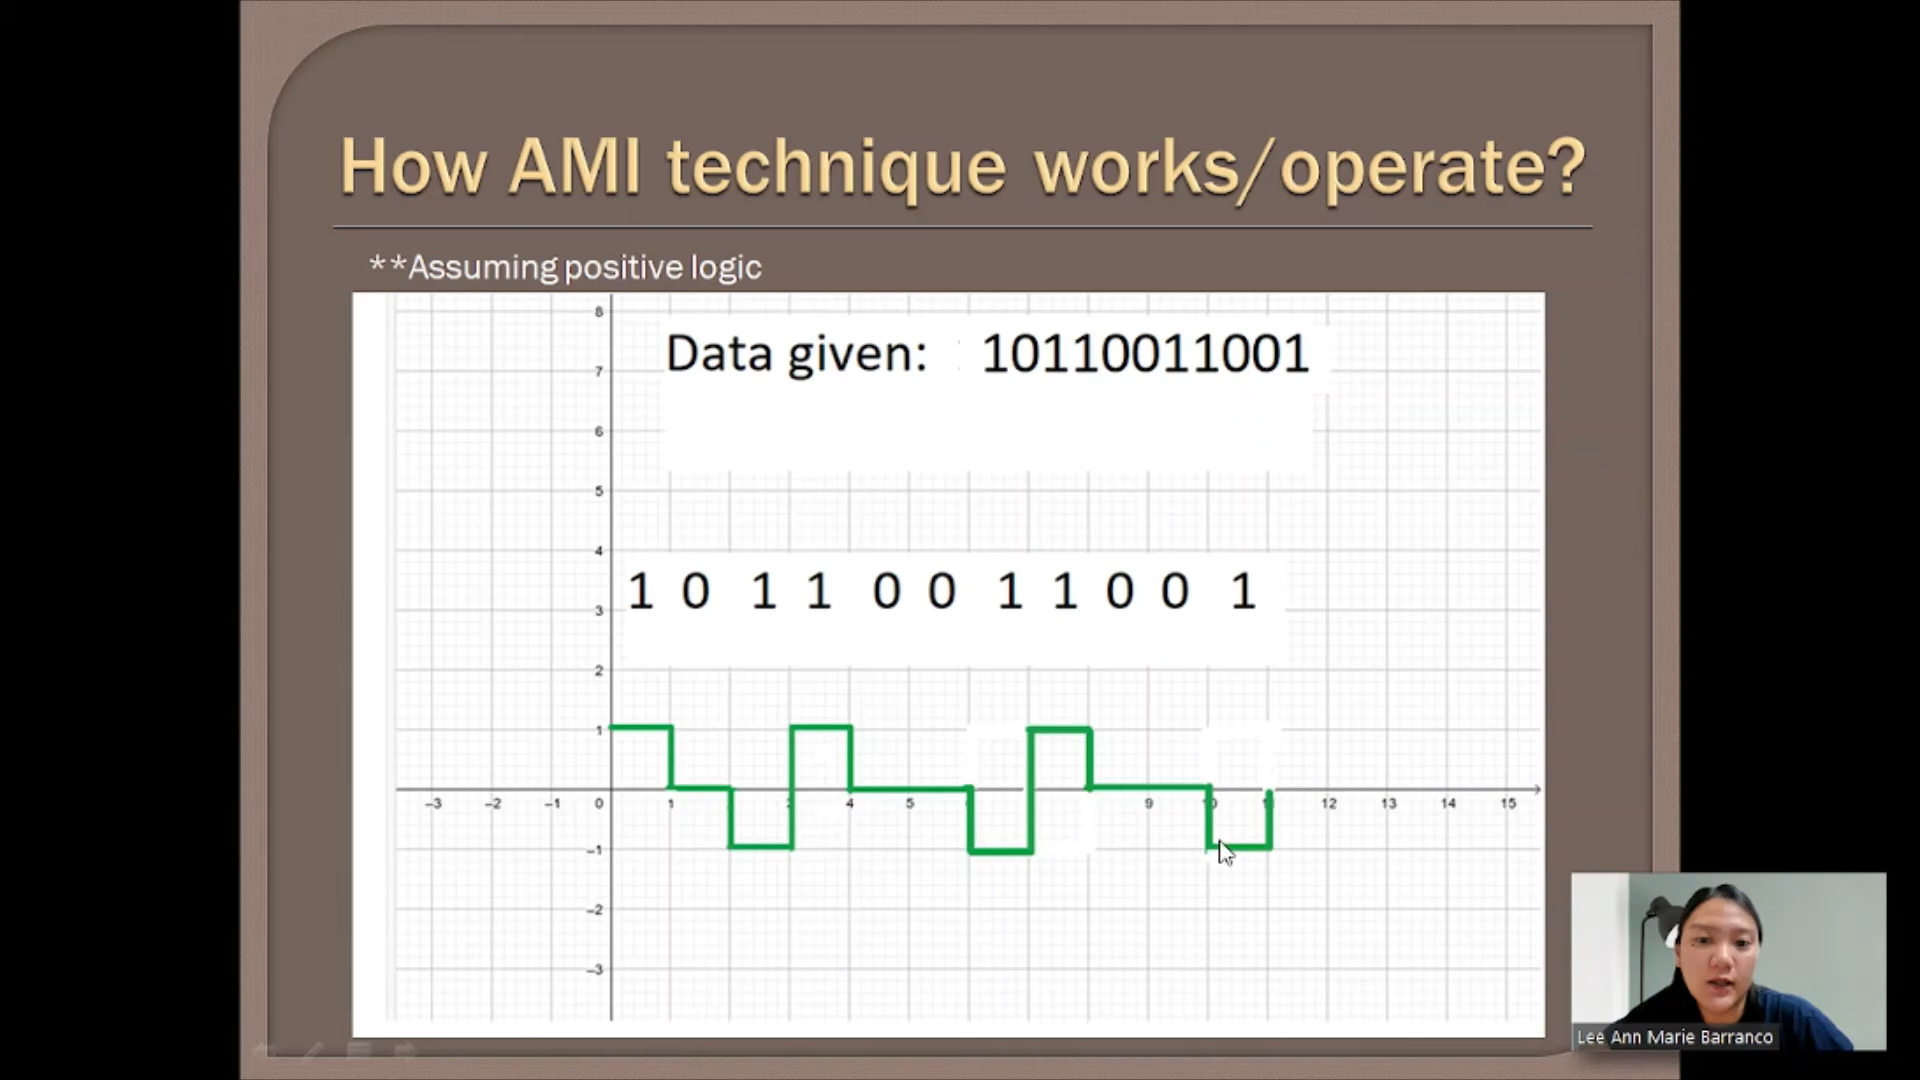 How AMI technique works/operate?
**Assuming positive logic
8
Data given: 10110011001
7
6
5
4
1 0 1 1 0 0 1 1 0 0 1
3
2
1
-3 -2 -1 0 1 4 5 9 12 13 14 15
-1
-2
-3
Lee Ann Marie Barranco